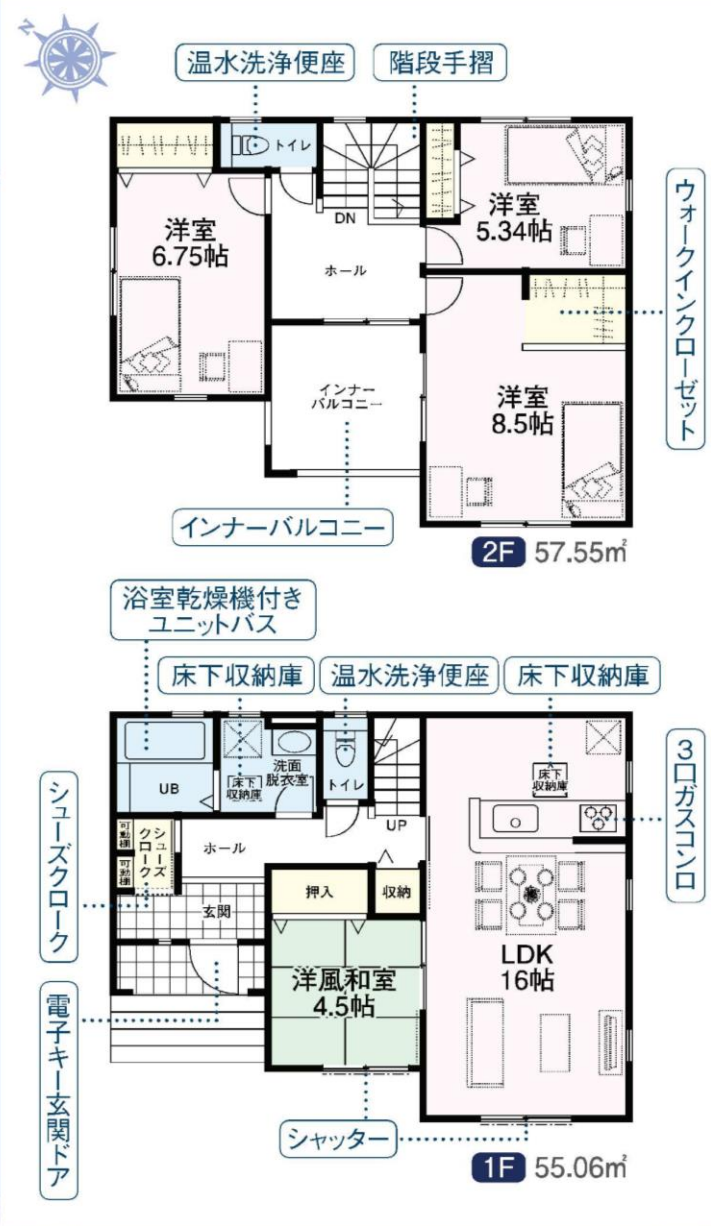 N
温水洗浄便座
階段手摺
トイレ
洋室
6.75帖
DN
ホール
洋室
5.34帖
ウォークインクローゼット
インナー
バルコニー
洋室
8.5帖
インナーバルコニー
2F 57.55㎡
浴室乾燥機付き
ユニットバス
床下収納庫
温水洗浄便座
床下収納庫
UB
床下
収納庫
洗面
脱衣室
トイレ
床下
収納庫
3口ガスコンロ
シューズクローク
可動棚
可動棚
シューズ
クローク
ホール
UP
玄関
押入
収納
洋風和室
4.5帖
LDK
16帖
電子キー玄関ドア
シャッター
1F 55.06㎡